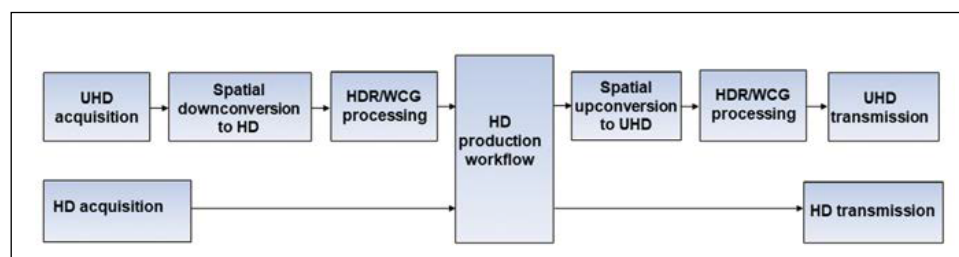 UHD
acquisition
Spatial
downconversion
to HD
HDR/WCG
processing
HD
production
workflow
Spatial
upconversion
to UHD
HDR/WCG
processing
UHD
transmission
HD acquisition
HD transmission